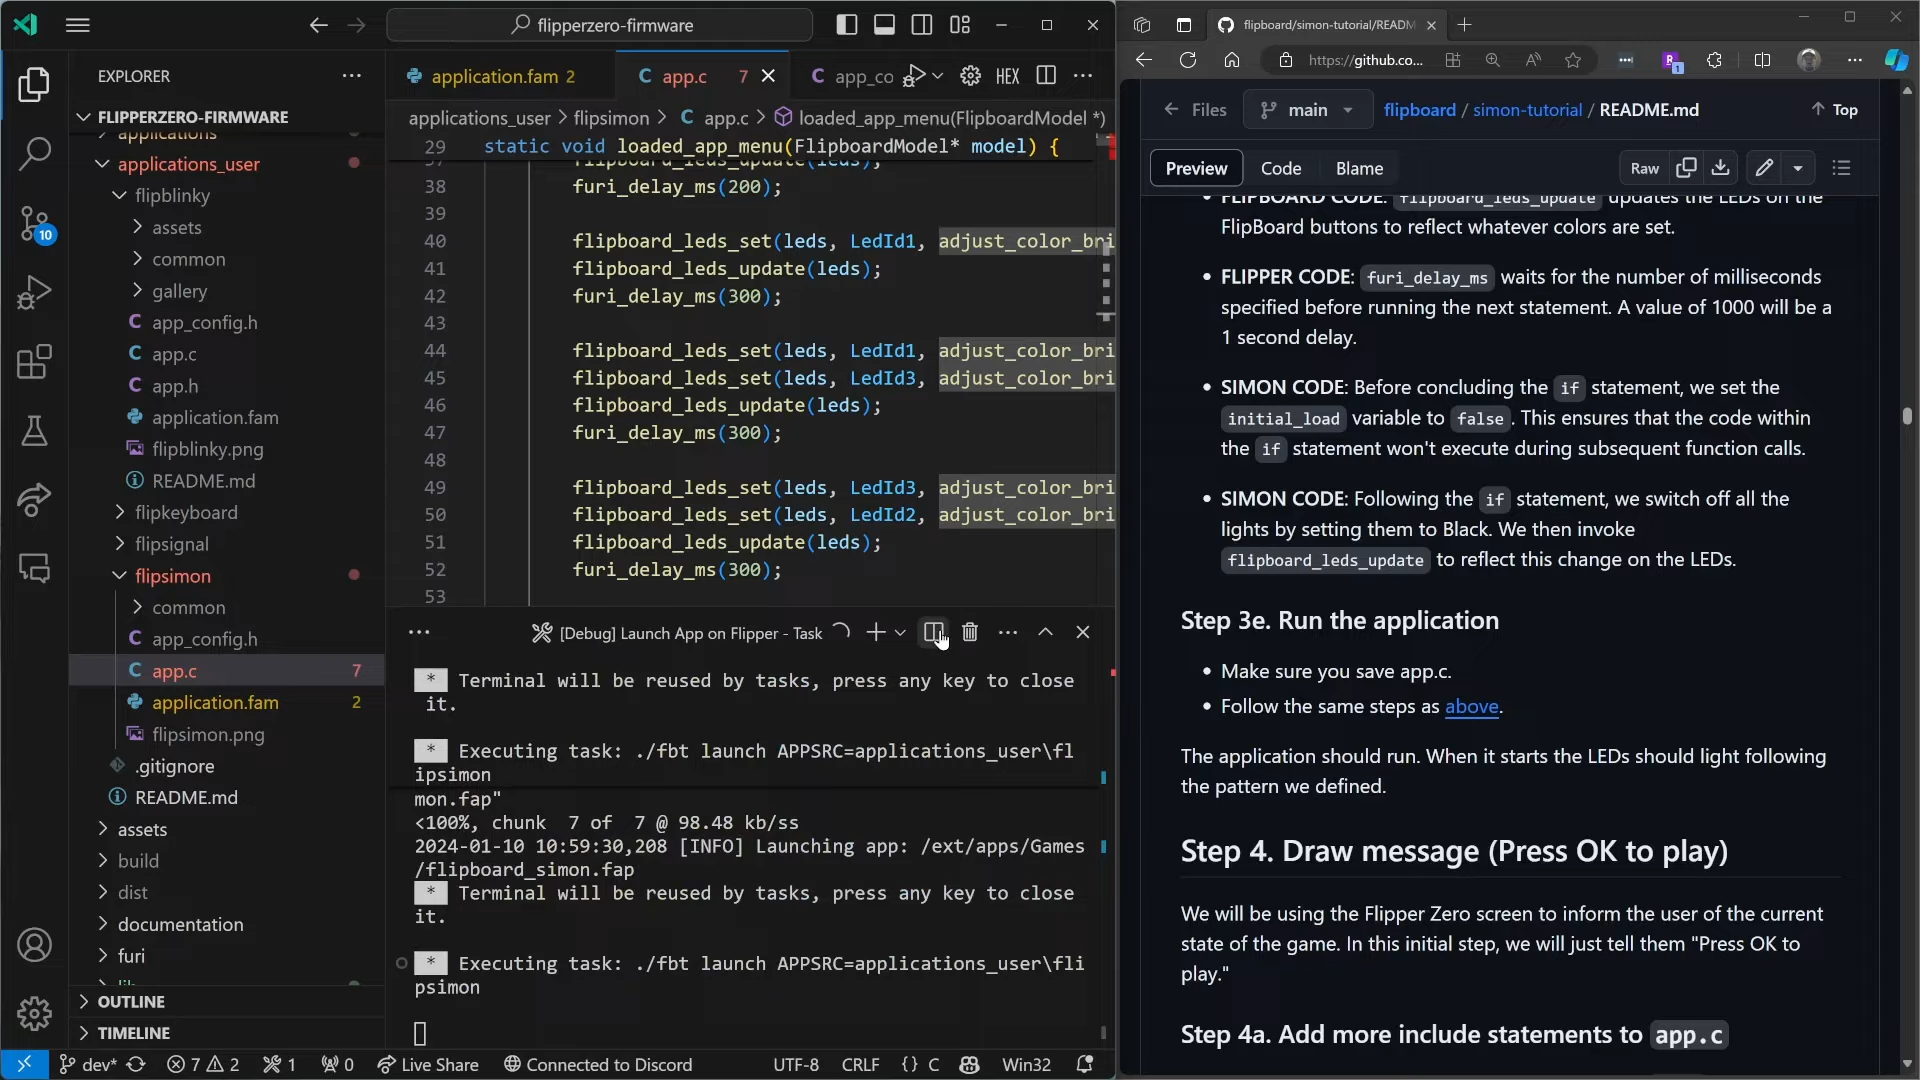 flipperzero-firmware
EXPLORER
FLIPPERZERO-FIRMWARE
applications
applications_user
flipblinky
assets
common
gallery
C app_config.h
C app.c
C app.h
application.fam
flipblinky.png
README.md
flipkeyboard
flipsignal
flipsimon
common
C app_config.h
C app.c 7
application.fam 2
flipsimon.png
.gitignore
README.md
assets
build
dist
documentation
furi
OUTLINE
TIMELINE
10
application.fam 2
C app.c 7
C app_co
HEX
applications_user > flipsimon > C app.c > loaded_app_menu(FlipboardModel *)
29 static void loaded_app_menu(FlipboardModel* model) {
37 flipboard_leds_update(leds);
38 furi_delay_ms(200);
39
40 flipboard_leds_set(leds, LedId1, adjust_color_bri
41 flipboard_leds_update(leds);
42 furi_delay_ms(300);
43
44 flipboard_leds_set(leds, LedId1, adjust_color_bri
45 flipboard_leds_set(leds, LedId3, adjust_color_bri
46 flipboard_leds_update(leds);
47 furi_delay_ms(300);
48
49 flipboard_leds_set(leds, LedId3, adjust_color_bri
50 flipboard_leds_set(leds, LedId2, adjust_color_bri
51 flipboard_leds_update(leds);
52 furi_delay_ms(300);
53
[Debug] Launch App on Flipper - Task
* Terminal will be reused by tasks, press any key to close
it.
* Executing task: ./fbt launch APPSRC=applications_user\fl
ipsimon
mon.fap"
<100%, chunk 7 of 7 @ 98.48 kb/ss
2024-01-10 10:59:30,208 [INFO] Launching app: /ext/apps/Games
/flipboard_simon.fap
* Terminal will be reused by tasks, press any key to close
it.
* Executing task: ./fbt launch APPSRC=applications_user\fli
psimon
dev* 7 2 1 0 Live Share Connected to Discord UTF-8 CRLF {} C Win32
flipboard/simon-tutorial/READM
https://github.co...
1
Files main flipboard / simon-tutorial / README.md Top
Preview Code Blame Raw
• FLIPBOARD CODE: flipboard_leds_update updates the LEDs on the
FlipBoard buttons to reflect whatever colors are set.
• FLIPPER CODE: furi_delay_ms waits for the number of milliseconds
specified before running the next statement. A value of 1000 will be a
1 second delay.
• SIMON CODE: Before concluding the if statement, we set the
initial_load variable to false. This ensures that the code within
the if statement won't execute during subsequent function calls.
• SIMON CODE: Following the if statement, we switch off all the
lights by setting them to Black. We then invoke
flipboard_leds_update to reflect this change on the LEDs.
Step 3e. Run the application
• Make sure you save app.c.
• Follow the same steps as above.
The application should run. When it starts the LEDs should light following
the pattern we defined.
Step 4. Draw message (Press OK to play)
We will be using the Flipper Zero screen to inform the user of the current
state of the game. In this initial step, we will just tell them "Press OK to
play."
Step 4a. Add more include statements to app.c